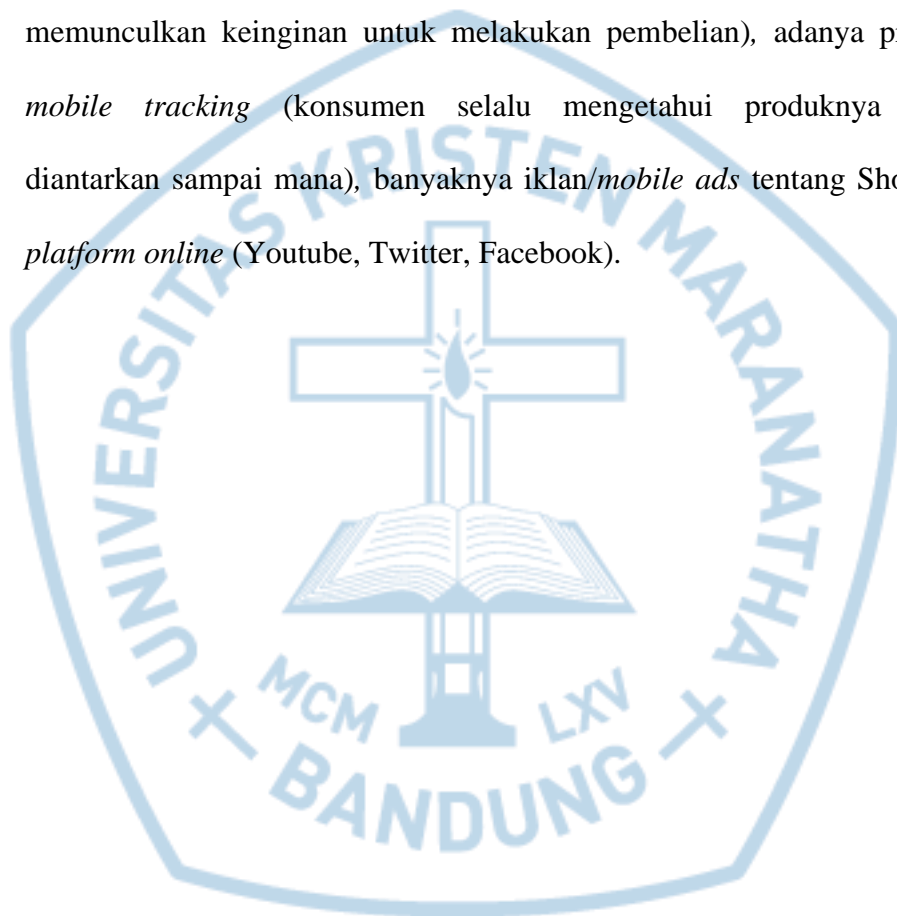 memunculkan keinginan untuk melakukan pembelian), adanya
mobile tracking (konsumen selalu mengetahui produknya
diantarkan sampai mana), banyaknya iklan/mobile ads tentang
platform online (Youtube, Twitter, Facebook).
UNIVERSITAS KRISTEN MARANATHA
MCM LXV
BANDUNG